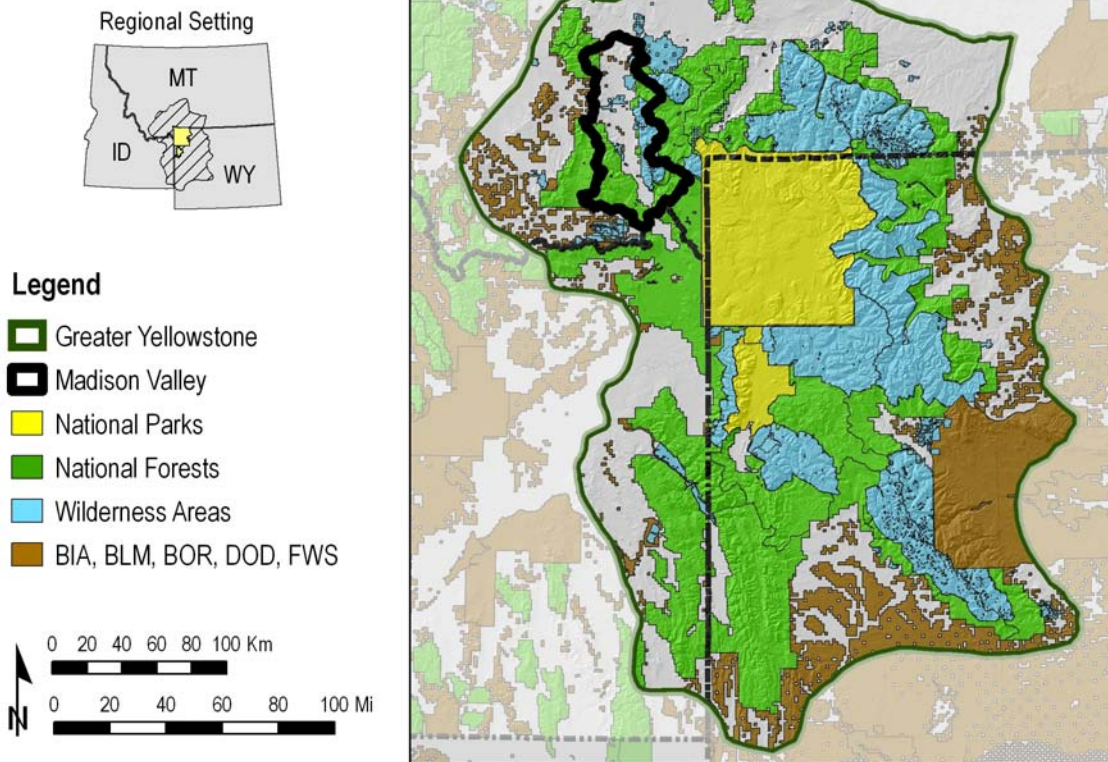 Regional Setting
MT
ID
WY
Legend
Greater Yellowstone
Madison Valley
National Parks
National Forests
Wilderness Areas
BIA, BLM, BOR, DOD, FWS
0 20 40 60 80 100 Km
0 20 40 60 80 100 Mi
N